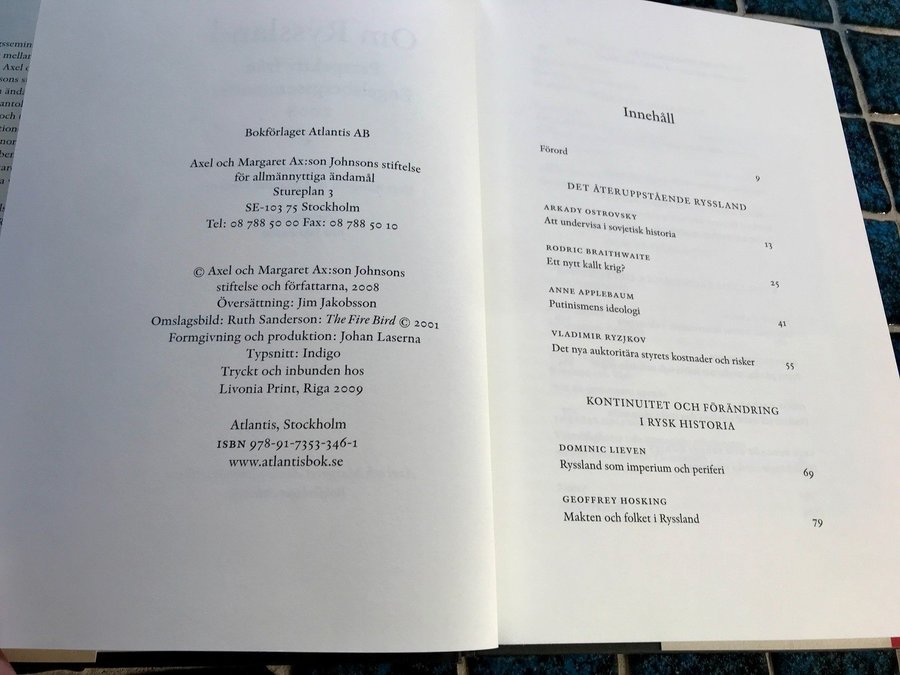 Om Ryssland
Bokförlaget Atlantis AB
Axel och Margaret Ax:son Johnsons stiftelse
för allmännyttiga ändamål
Stureplan 3
SE-103 75 Stockholm
Tel: 08 788 50 00 Fax: 08 788 50 10
© Axel och Margaret Ax:son Johnsons
stiftelse och författarna, 2008
Översättning: Jim Jakobsson
Omslagsbild: Ruth Sanderson: The Fire Bird © 2001
Formgivning och produktion: Johan Laserna
Typsnitt: Indigo
Tryckt och inbunden hos
Livonia Print, Riga 2009
Atlantis, Stockholm
ISBN 978-91-7353-346-1
www.atlantisbok.se
Innehåll
Förord 9
DET ÅTERUPPSTÅENDE RYSSLAND
ARKADY OSTROVSKY
Att undervisa i sovjetisk historia 13
RODRIC BRAITHWAITE
Ett nytt kallt krig? 25
ANNE APPLEBAUM
Putinismens ideologi 41
VLADIMIR RYZJKOV
Det nya auktoritära styrets kostnader och risker 55
KONTINUITET OCH FÖRÄNDRING
I RYSK HISTORIA
DOMINIC LIEVEN
Ryssland som imperium och periferi 69
GEOFFREY HOSKING
Makten och folket i Ryssland 79